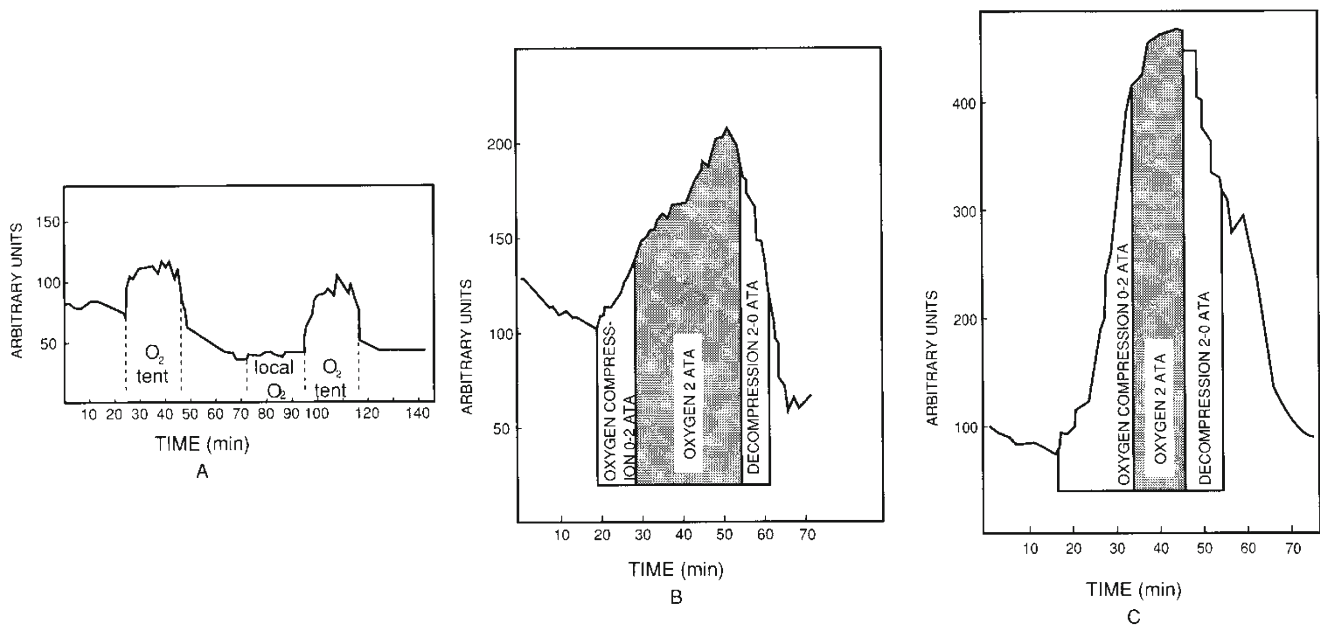 ARBITRARY UNITS
150
100
50
O2
tent
local
O2
O2
tent
10 20 30 40 50 60 70 80 90 100 120 140
TIME (min)
A
ARBITRARY UNITS
200
150
100
50
OXYGEN COMPRESS-
ION 0-2 ATA
OXYGEN 2 ATA
DECOMPRESSION 2-0 ATA
10 20 30 40 50 60 70
TIME (min)
B
ARBITRARY UNITS
400
300
200
100
OXYGEN COMPRESSION 0-2 ATA
OXYGEN 2 ATA
DECOMPRESSION 2-0 ATA
10 20 30 40 50 60 70
TIME (min)
C